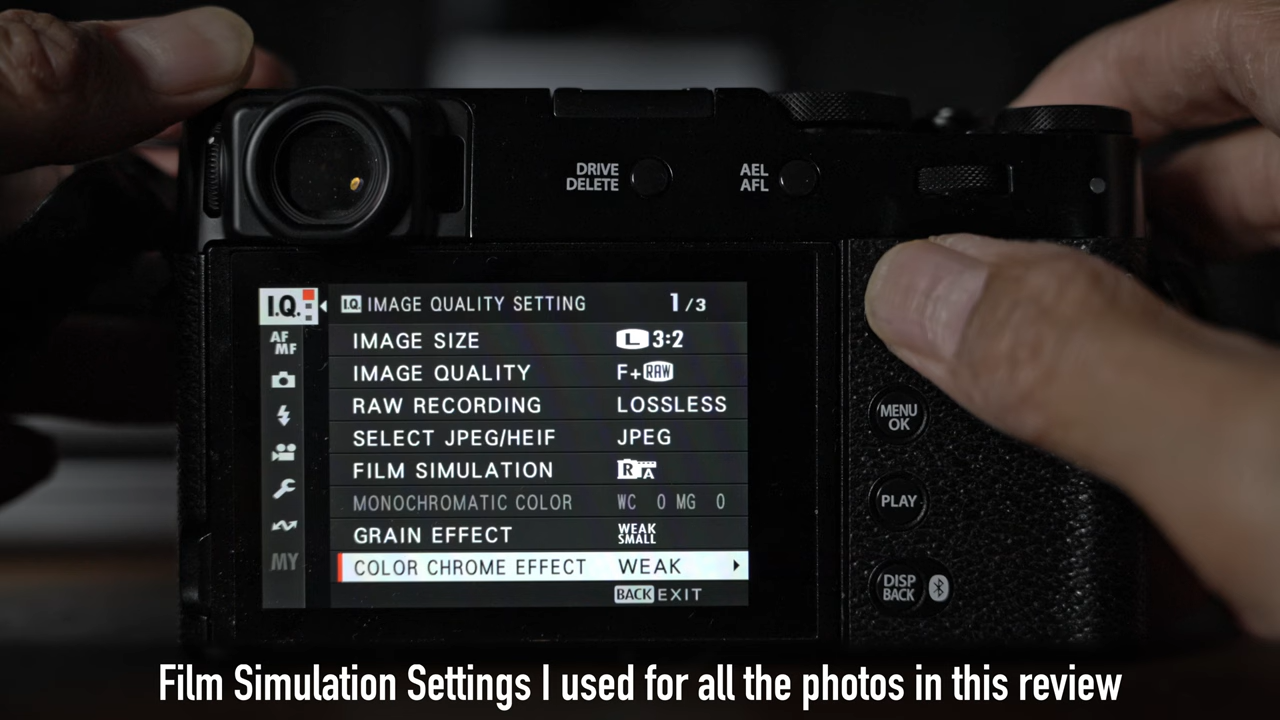 DRIVE
DELETE
AEL
AFL
I.Q. I.Q. IMAGE QUALITY SETTING 1/3
AF
MF
IMAGE SIZE L 3:2
IMAGE QUALITY F+RAW
RAW RECORDING LOSSLESS
SELECT JPEG/HEIF JPEG
FILM SIMULATION R A
MONOCHROMATIC COLOR WC 0 MG 0
GRAIN EFFECT WEAK
SMALL
MY
COLOR CHROME EFFECT WEAK
BACK EXIT
MENU
OK
PLAY
DISP
BACK
Film Simulation Settings I used for all the photos in this review